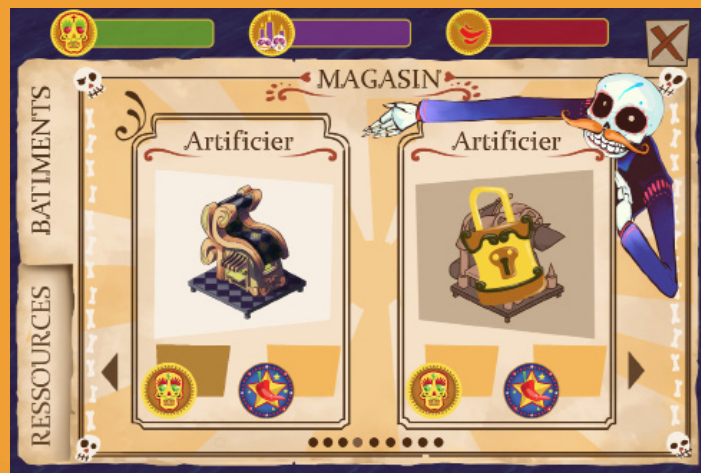 MAGASIN
BATIMENTS
RESSOURCES
Artificier
Artificier